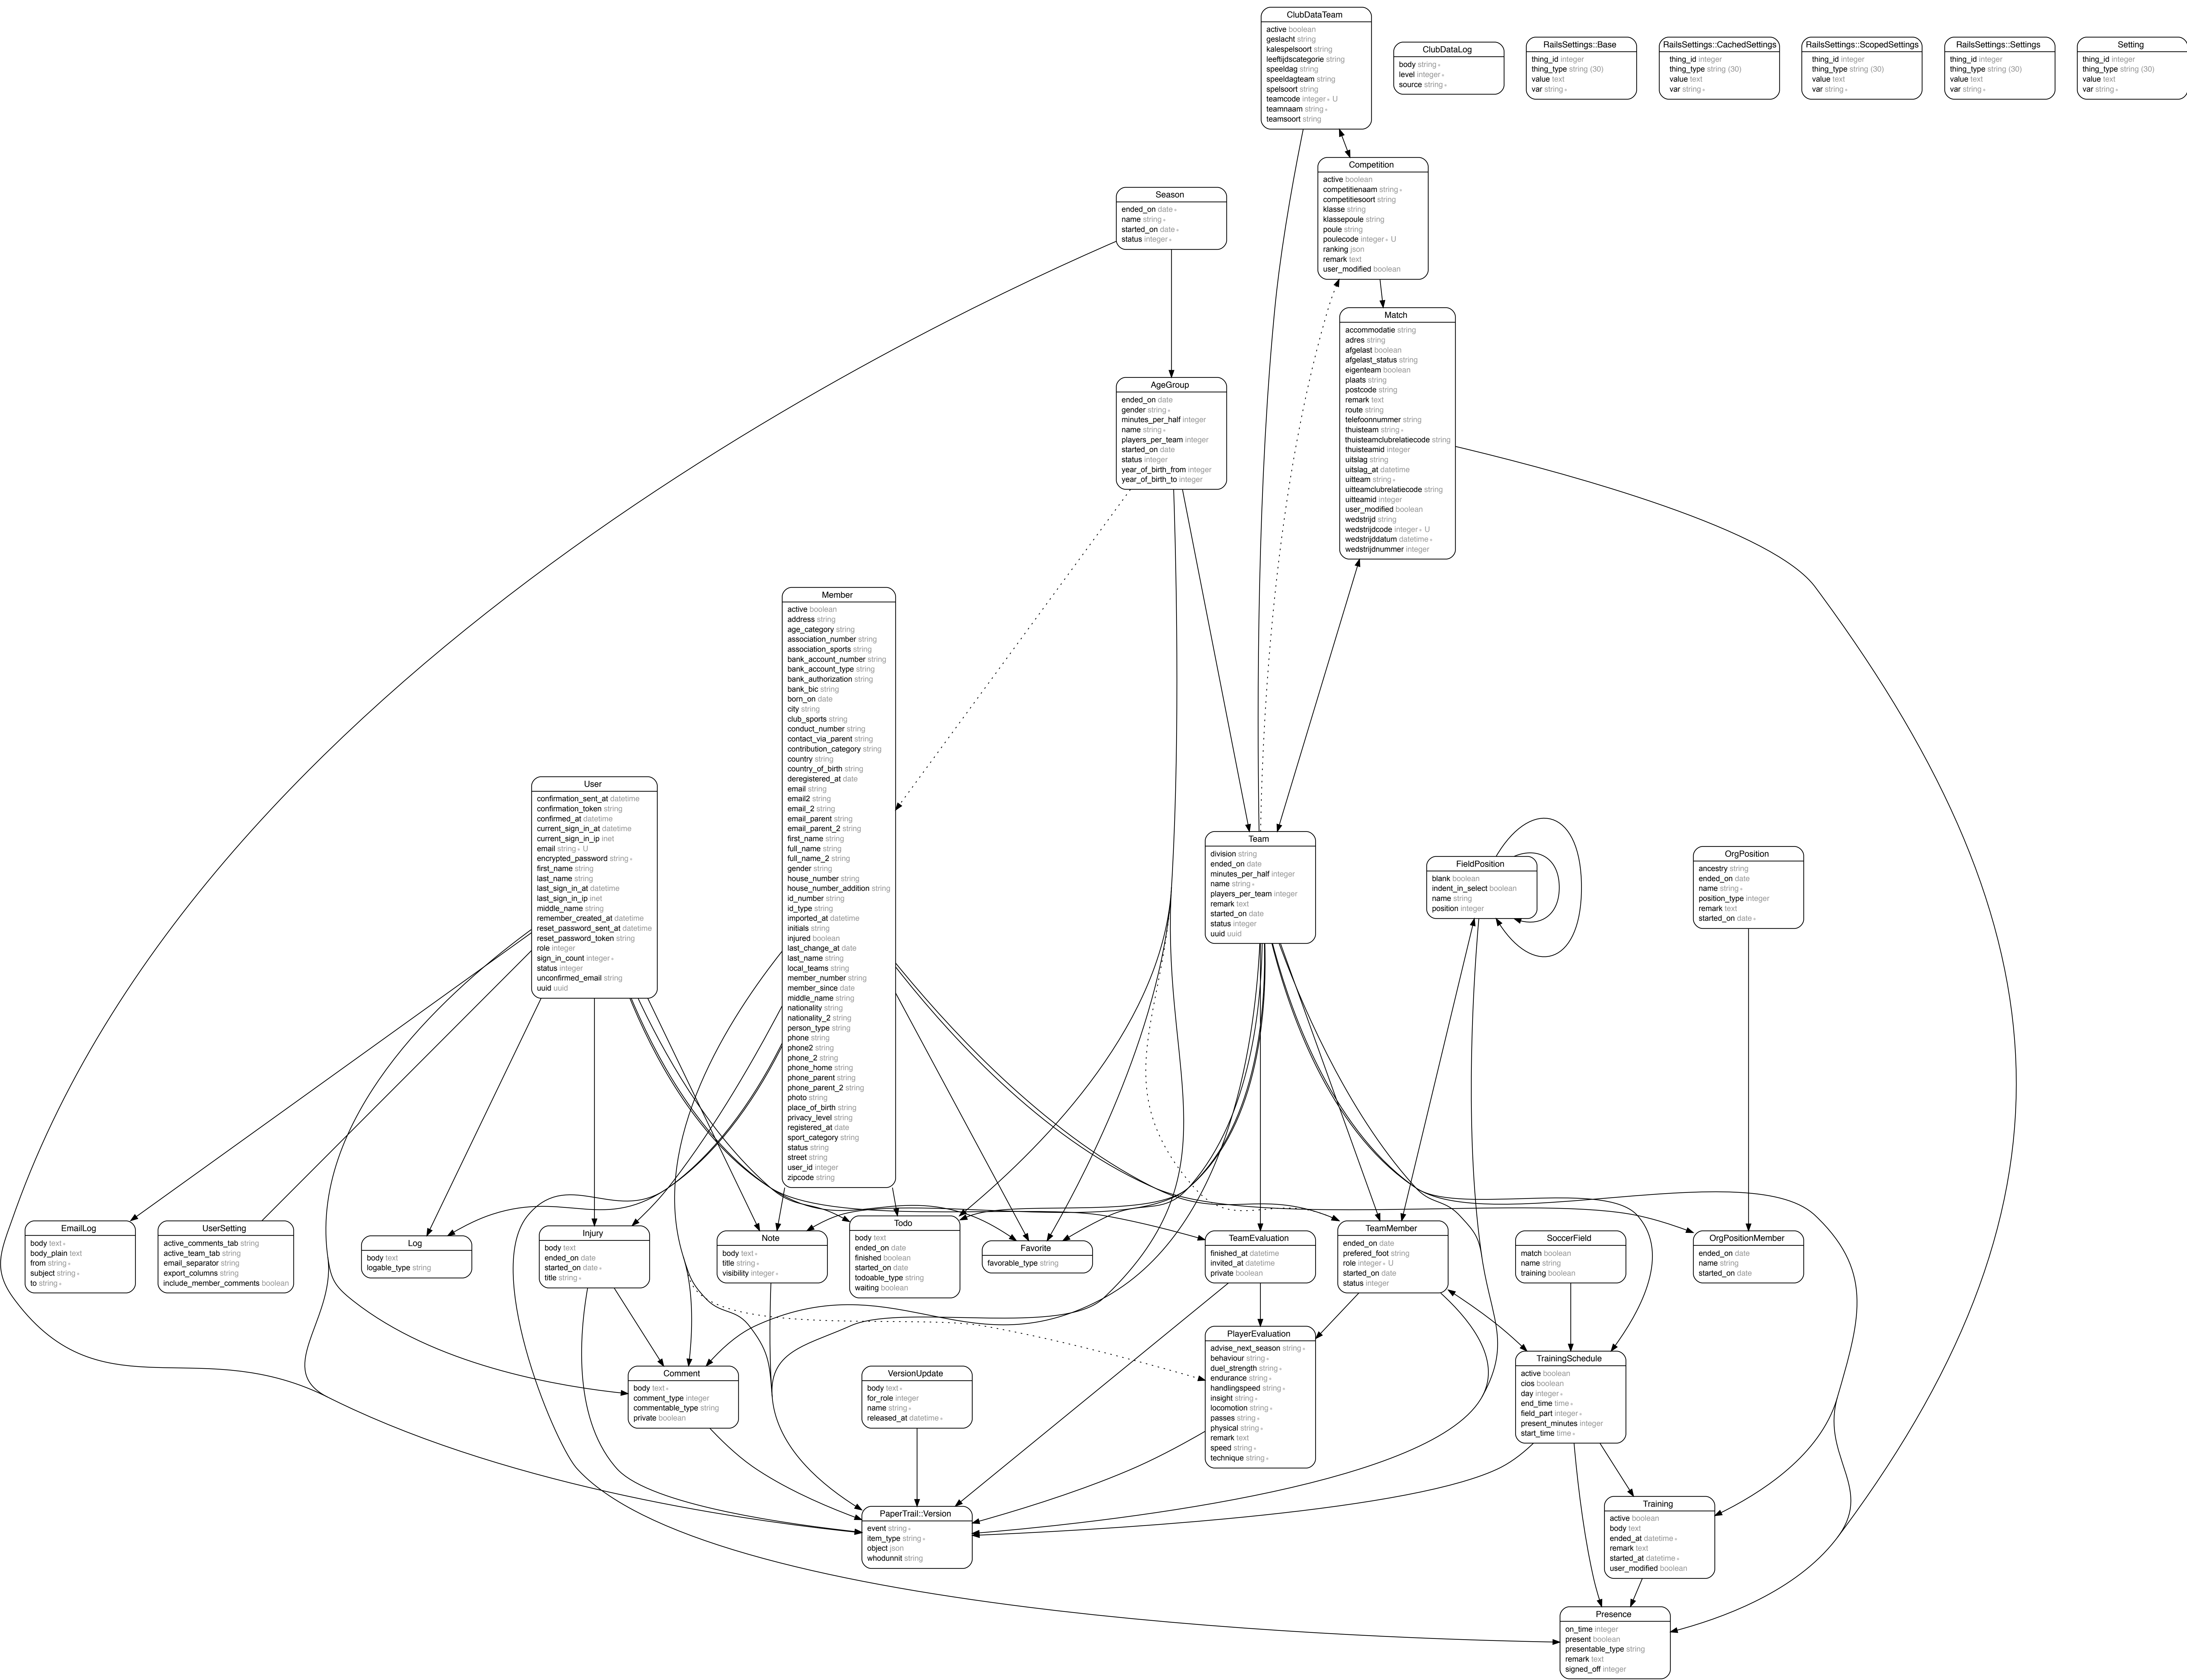 ClubDataTeam
active boolean
geslacht string
kalespelsoort string
leeftijdscategorie string
speeldag string
speeldagteam string
spelsoort string
teamcode integer∗ U
teamnaam string∗
teamsoort string
ClubDataLog
body string∗
level integer∗
source string∗
RailsSettings::Base
thing_id integer
thing_type string (30)
value text
var string∗
RailsSettings::CachedSettings
thing_id integer
thing_type string (30)
value text
var string∗
RailsSettings::ScopedSettings
thing_id integer
thing_type string (30)
value text
var string∗
RailsSettings::Settings
thing_id integer
thing_type string (30)
value text
var string∗
Setting
thing_id integer
thing_type string (30)
value text
var string∗
Competition
active boolean
competitienaam string∗
competitiesoort string
klasse string
klassepoule string
poule string
poulecode integer∗ U
ranking json
remark text
user_modified boolean
Season
ended_on date∗
name string∗
started_on date∗
status integer∗
Match
accommodatie string
adres string
afgelast boolean
afgelast_status string
eigenteam boolean
plaats string
postcode string
remark text
route string
telefoonnummer string
thuisteam string∗
thuisteamclubrelatiecode string
thuisteamid integer
uitslag string
uitslag_at datetime
uitteam string∗
uitteamclubrelatiecode string
uitteamid integer
user_modified boolean
wedstrijd string
wedstrijdcode integer∗ U
wedstrijddatum datetime∗
wedstrijdnummer integer
AgeGroup
ended_on date
gender string∗
minutes_per_half integer
name string∗
players_per_team integer
started_on date
status integer
year_of_birth_from integer
year_of_birth_to integer
Member
active boolean
address string
age_category string
association_number string
association_sports string
bank_account_number string
bank_account_type string
bank_authorization string
bank_bic string
born_on date
city string
club_sports string
conduct_number string
contact_via_parent string
contribution_category string
country string
country_of_birth string
deregistered_at date
email string
email2 string
email_2 string
email_parent string
email_parent_2 string
first_name string
full_name string
full_name_2 string
gender string
house_number string
house_number_addition string
id_number string
id_type string
imported_at datetime
initials string
injured boolean
last_change_at date
last_name string
local_teams string
member_number string
member_since date
middle_name string
nationality string
nationality_2 string
person_type string
phone string
phone2 string
phone_2 string
phone_home string
phone_parent string
phone_parent_2 string
photo string
place_of_birth string
privacy_level string
registered_at date
sport_category string
status string
street string
user_id integer
zipcode string
User
confirmation_sent_at datetime
confirmation_token string
confirmed_at datetime
current_sign_in_at datetime
current_sign_in_ip inet
email string∗ U
encrypted_password string∗
first_name string
last_name string
last_sign_in_at datetime
last_sign_in_ip inet
middle_name string
remember_created_at datetime
reset_password_sent_at datetime
reset_password_token string
role integer
sign_in_count integer∗
status integer
unconfirmed_email string
uuid uuid
Team
division string
ended_on date
minutes_per_half integer
name string∗
players_per_team integer
remark text
started_on date
status integer
uuid uuid
FieldPosition
blank boolean
indent_in_select boolean
name string
position integer
OrgPosition
ancestry string
ended_on date
name string∗
position_type integer
remark text
started_on date∗
EmailLog
body text∗
body_plain text
from string∗
subject string∗
to string∗
UserSetting
active_comments_tab string
active_team_tab string
email_separator string
export_columns string
include_member_comments boolean
Log
body text
logable_type string
Injury
body text
ended_on date
started_on date∗
title string∗
Note
body text∗
title string∗
visibility integer∗
Todo
body text
ended_on date
finished boolean
started_on date
todoable_type string
waiting boolean
Favorite
favorable_type string
TeamEvaluation
finished_at datetime
invited_at datetime
private boolean
TeamMember
ended_on date
prefered_foot string
role integer∗ U
started_on date
status integer
SoccerField
match boolean
name string
training boolean
OrgPositionMember
ended_on date
name string
started_on date
Comment
body text∗
comment_type integer
commentable_type string
private boolean
VersionUpdate
body text∗
for_role integer
name string∗
released_at datetime∗
PlayerEvaluation
advise_next_season string∗
behaviour string∗
duel_strength string∗
endurance string∗
handlingspeed string∗
insight string∗
locomotion string∗
passes string∗
physical string∗
remark text
speed string∗
technique string∗
TrainingSchedule
active boolean
cios boolean
day integer∗
end_time time∗
field_part integer∗
present_minutes integer
start_time time∗
PaperTrail::Version
event string∗
item_type string∗
object json
whodunnit string
Training
active boolean
body text
ended_at datetime∗
remark text
started_at datetime∗
user_modified boolean
Presence
on_time integer
present boolean
presentable_type string
remark text
signed_off integer